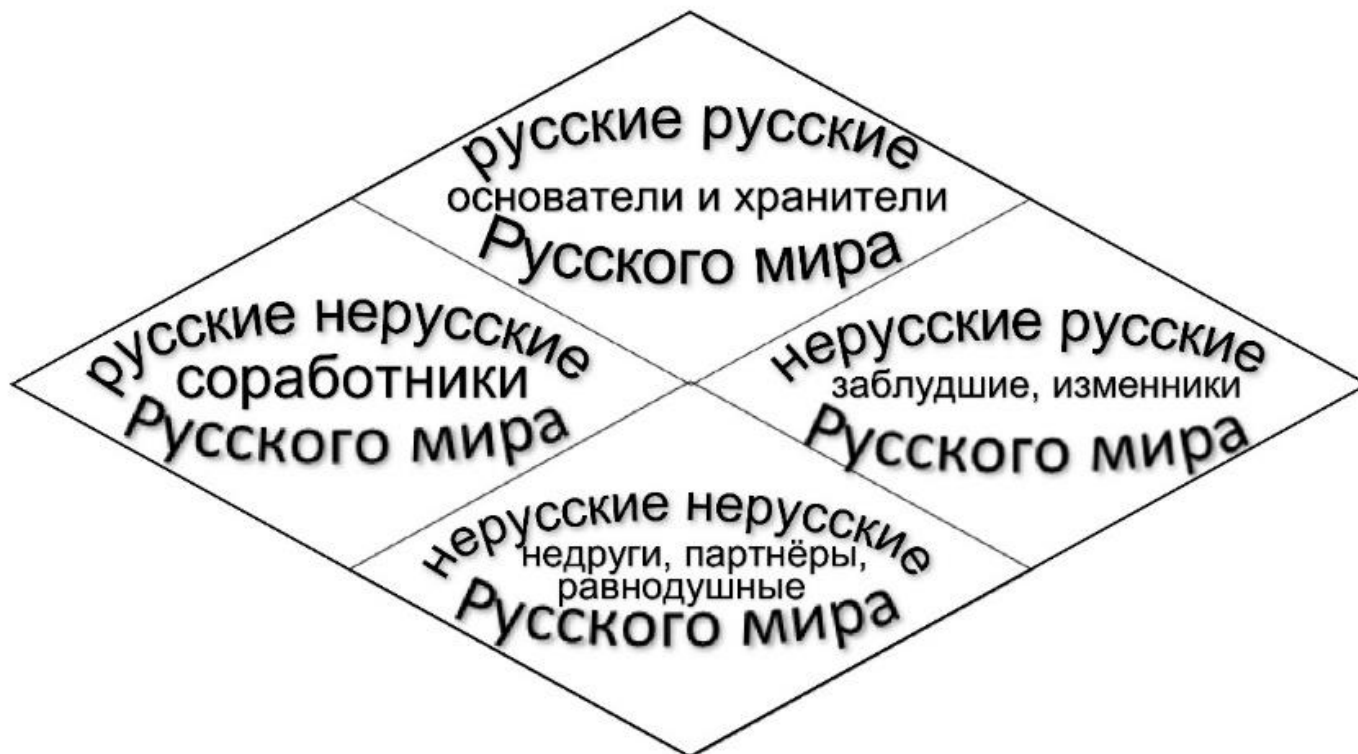 русские русские
основатели и хранители
Русского мира
русские нерусские
соработники
Русского мира
нерусские русские
заблудшие, изменники
Русского мира
нерусские нерусские
недруги, партнёры,
равнодушные
Русского мира